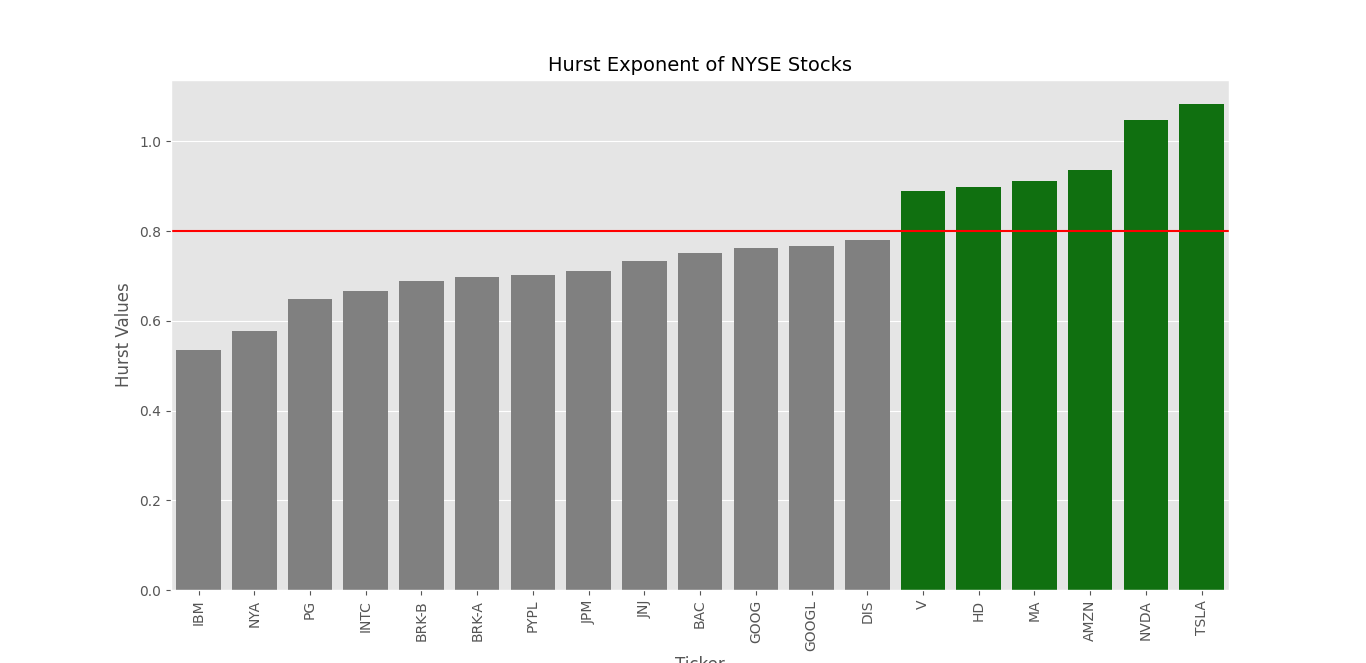 Hurst Exponent of NYSE Stocks
Hurst Values
1.0
0.8
0.6
0.4
0.2
0.0
IBM
NYA
PG
INTC
BRK-B
BRK-A
PYPL
JPM
JNJ
BAC
GOOG
GOOGL
DIS
V
HD
MA
AMZN
NVDA
TSLA
Ticker